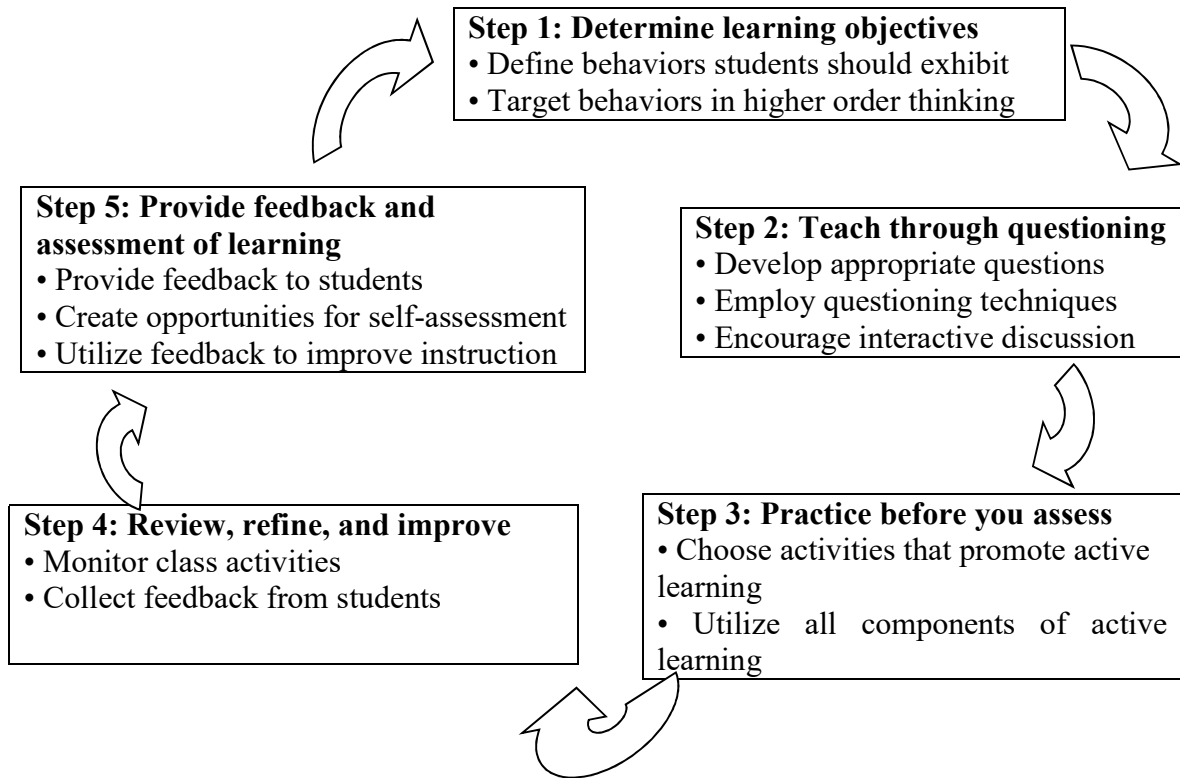 Step 1: Determine learning objectives
• Define behaviors students should exhibit
• Target behaviors in higher order thinking
Step 2: Teach through questioning
• Develop appropriate questions
• Employ questioning techniques
• Encourage interactive discussion
Step 3: Practice before you assess
• Choose activities that promote active
learning
• Utilize all components of active
learning
Step 4: Review, refine, and improve
• Monitor class activities
• Collect feedback from students
Step 5: Provide feedback and
assessment of learning
• Provide feedback to students
• Create opportunities for self-assessment
• Utilize feedback to improve instruction